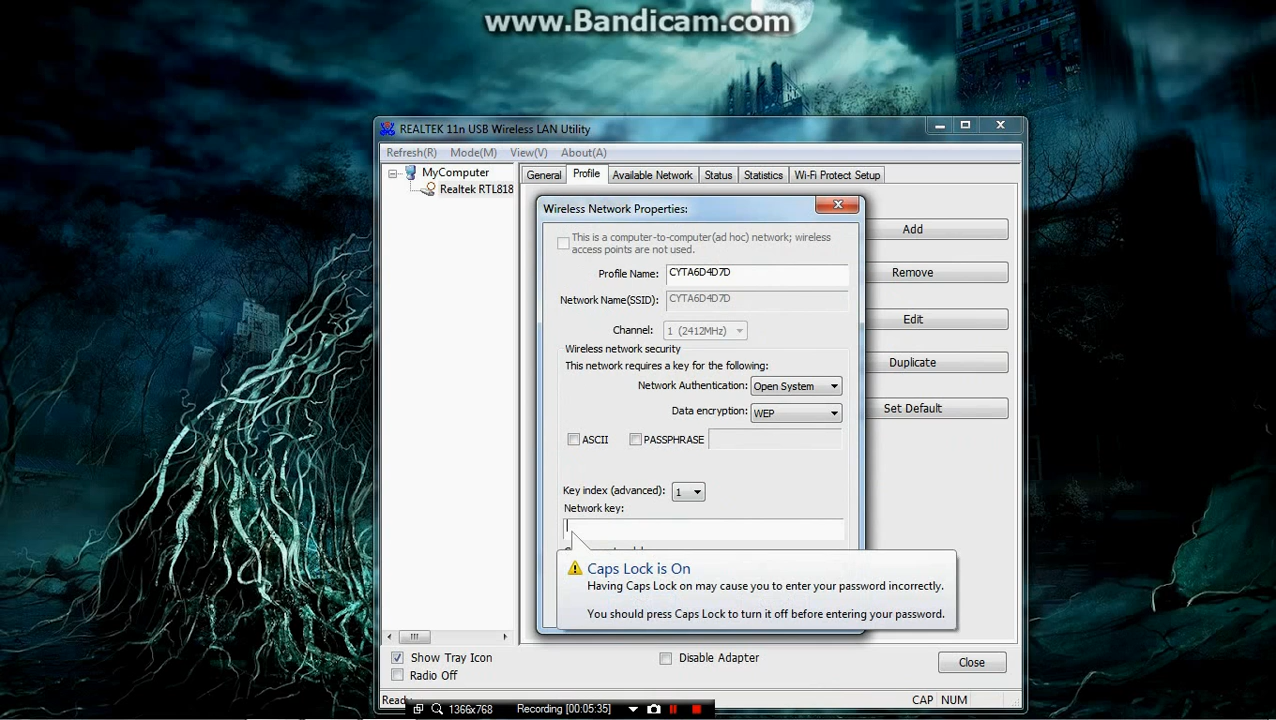 www.Bandicam.com
REALTEK 11n USB Wireless LAN Utility
Refresh(R) Mode(M) View(V) About(A)
MyComputer
Realtek RTL818
General Profile Available Network Status Statistics Wi-Fi Protect Setup
Wireless Network Properties:
This is a computer-to-computer(ad hoc) network; wireless
access points are not used.
Profile Name: CYTA6D4D7D
Network Name(SSID): CYTA6D4D7D
Channel: 1 (2412MHz)
Wireless network security
This network requires a key for the following:
Network Authentication: Open System
Data encryption: WEP
ASCII PASSPHRASE
Key index (advanced): 1
Network key:
Caps Lock is On
Having Caps Lock on may cause you to enter your password incorrectly.
You should press Caps Lock to turn it off before entering your password.
Add
Remove
Edit
Duplicate
Set Default
Show Tray Icon
Radio Off
Disable Adapter
Close
CAP NUM
1366x768 Recording [00:05:35]